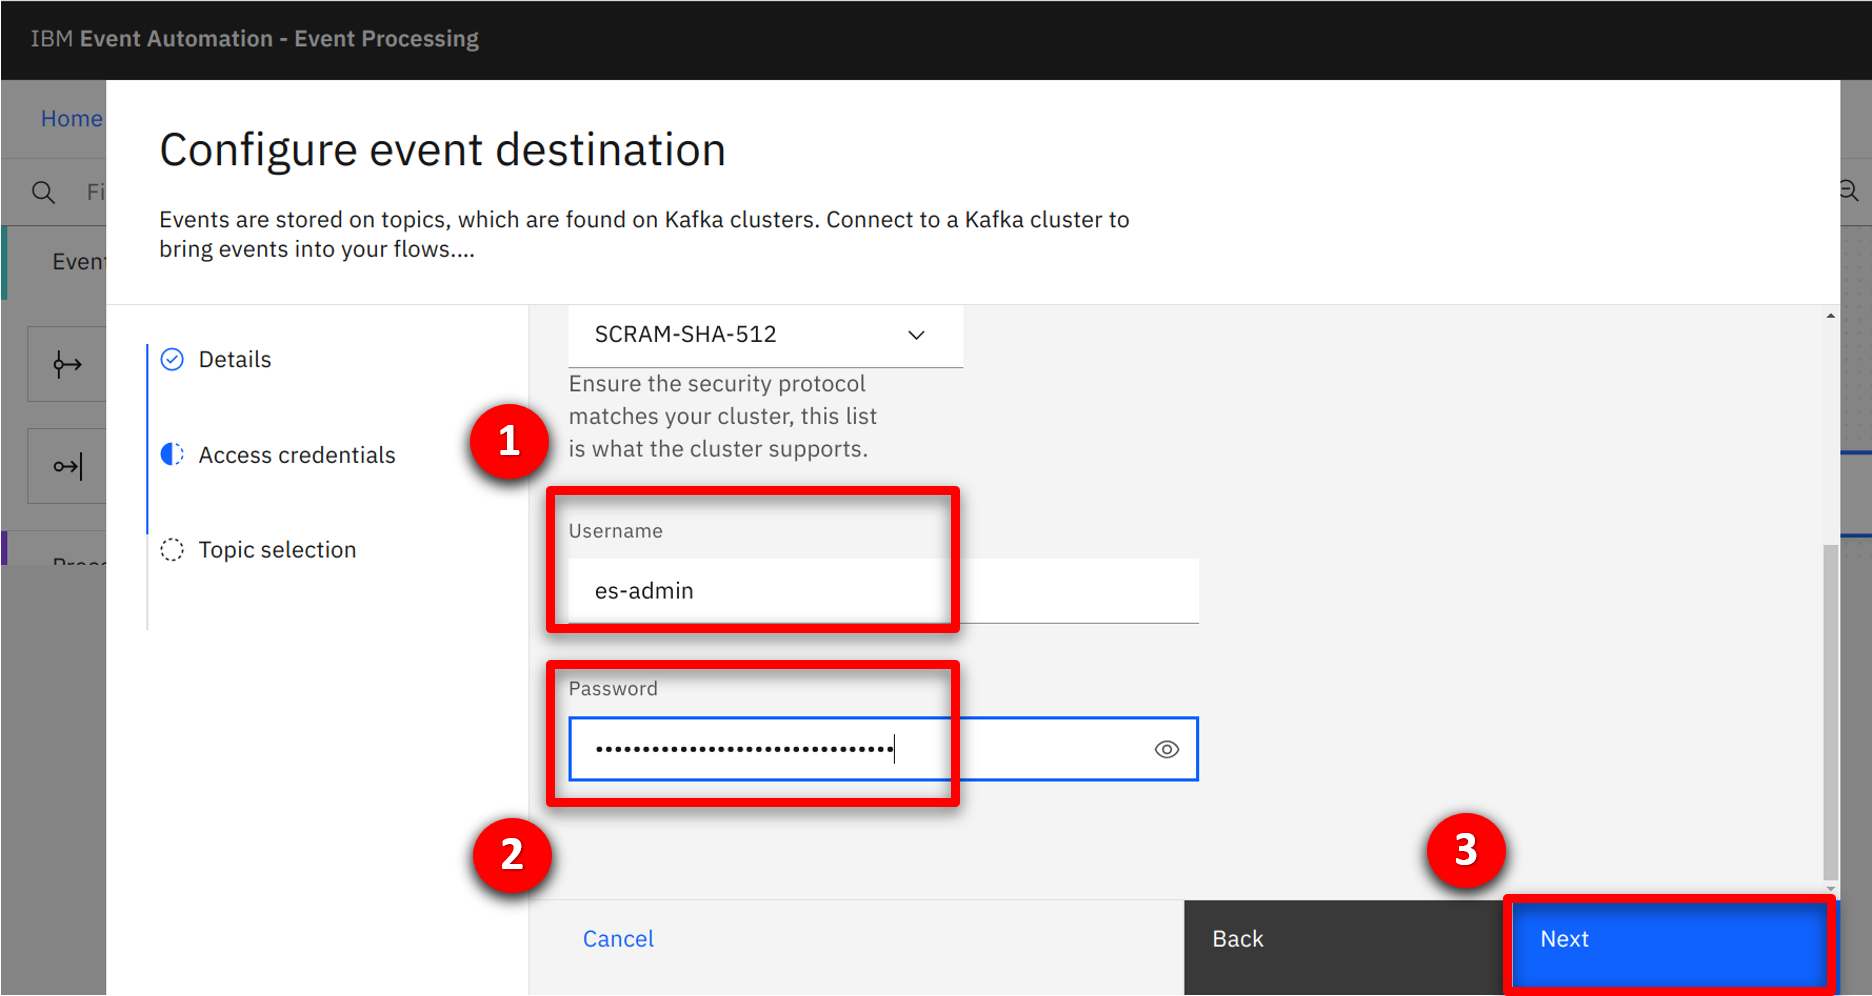 IBM Event Automation - Event Processing
Home
Fi
Event
Configure event destination
Events are stored on topics, which are found on Kafka clusters. Connect to a Kafka cluster to
bring events into your flows....
Details
Access credentials
Topic selection
SCRAM-SHA-512
Ensure the security protocol
matches your cluster, this list
is what the cluster supports.
1
Username
es-admin
Password
••••••••••••••••••••••••••••••••
2
3
Cancel
Back
Next